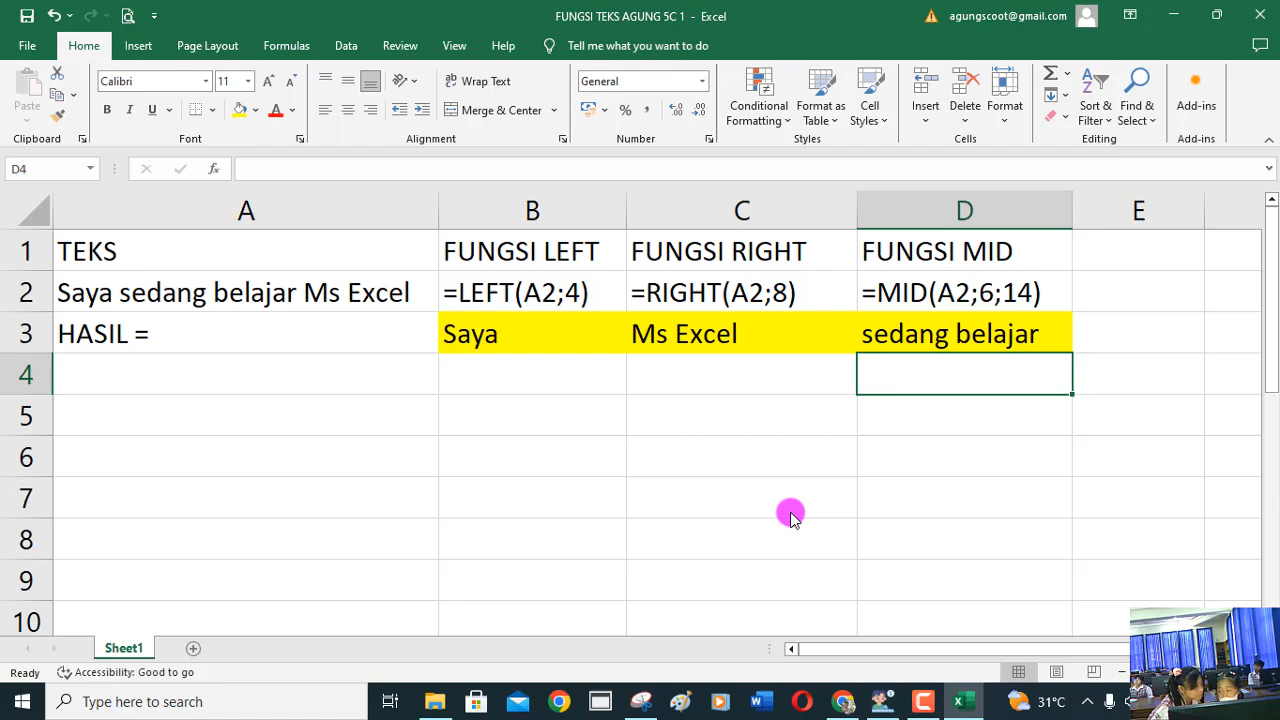 FUNGSI TEKS AGUNG 5C 1 - Excel
agungscoot@gmail.com
File Home Insert Page Layout Formulas Data Review View Help Tell me what you want to do
Calibri 11
Wrap Text
General
Paste
B I U
A
Merge & Center
%
Conditional Formatting
Format as Table
Cell Styles
Insert
Delete
Format
Sort & Filter
Find & Select
Add-ins
Clipboard Font Alignment Number Styles Cells Editing Add-ins
D4
fx
A B C D E
1 TEKS FUNGSI LEFT FUNGSI RIGHT FUNGSI MID
2 Saya sedang belajar Ms Excel =LEFT(A2;4) =RIGHT(A2;8) =MID(A2;6;14)
3 HASIL = Saya Ms Excel sedang belajar
4
5
6
7
8
9
10
Sheet1
Ready Accessibility: Good to go
Type here to search
31°C